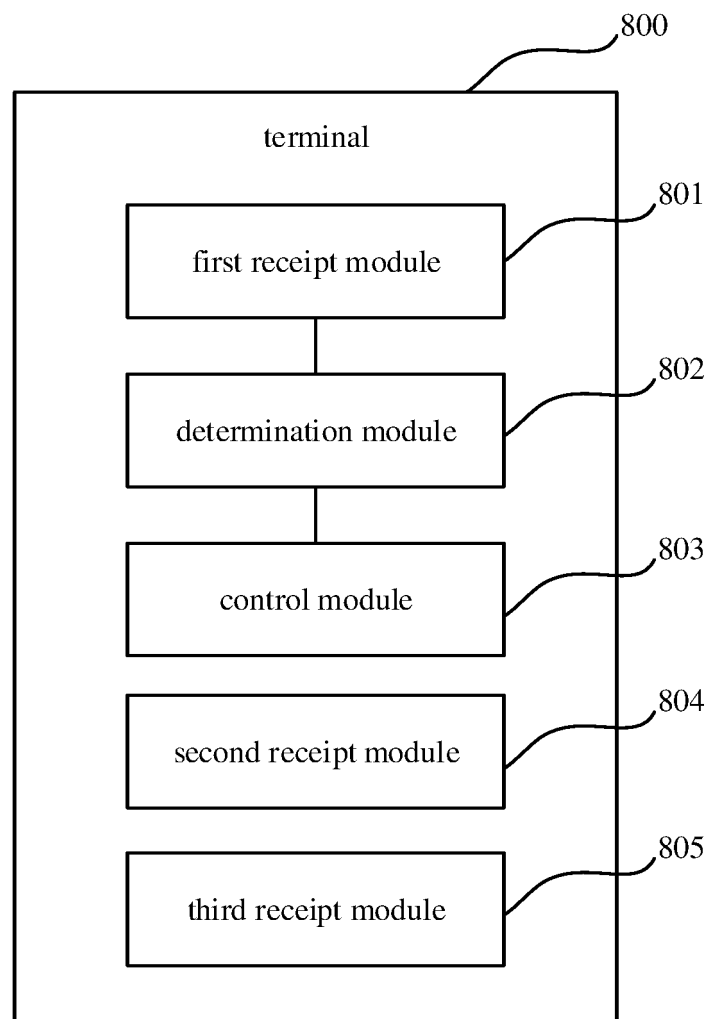 800
terminal
801
first receipt module
802
determination module
803
control module
804
second receipt module
805
third receipt module